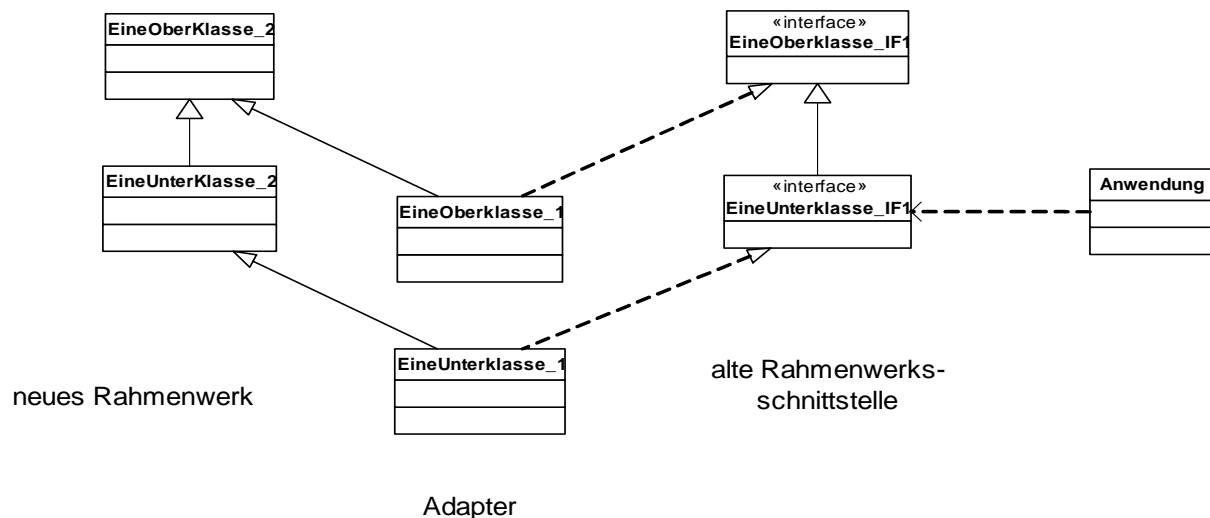 EineOberKlasse_2
«interface»
EineOberklasse_IF1
EineUnterKlasse_2
EineOberklasse_1
«interface»
EineUnterklasse_IF1
Anwendung
EineUnterklasse_1
neues Rahmenwerk
alte Rahmenwerks-
schnittstelle
Adapter